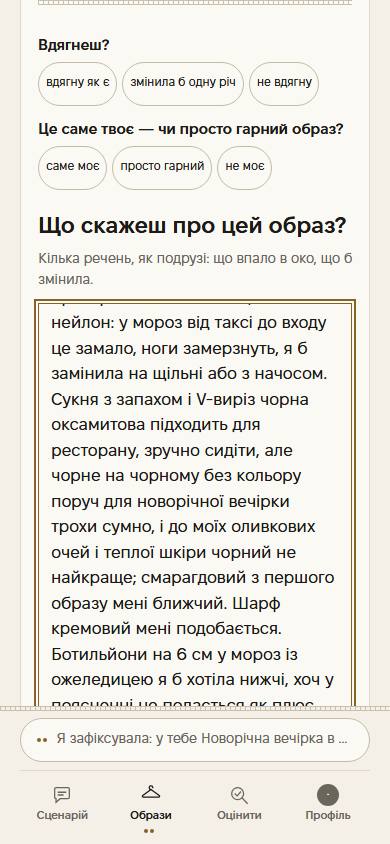 Вдягнеш?
вдягну як є
змінила б одну річ
не вдягну
Це саме твоє — чи просто гарний образ?
саме моє
просто гарний
не моє
Що скажеш про цей образ?
Кілька речень, як подрузі: що впало в око, що б
змінила.
нейлон: у мороз від таксі до входу
це замало, ноги замерзнуть, я б
замінила на щільні або з начосом.
Сукня з запахом і V-виріз чорна
оксамитова підходить для
ресторану, зручно сидіти, але
чорне на чорному без кольору
поруч для новорічної вечірки
трохи сумно, і до моїх оливкових
очей і теплої шкіри чорний не
найкраще; смарагдовий з першого
образу мені ближчий. Шарф
кремовий мені подобається.
Ботильйони на 6 см у мороз із
ожеледицею я б хотіла нижчі, хоч у
поясненні це подається як плюс.
Я зафіксувала: у тебе Новорічна вечірка в ...
Сценарій
Образи
Оцінити
Профіль